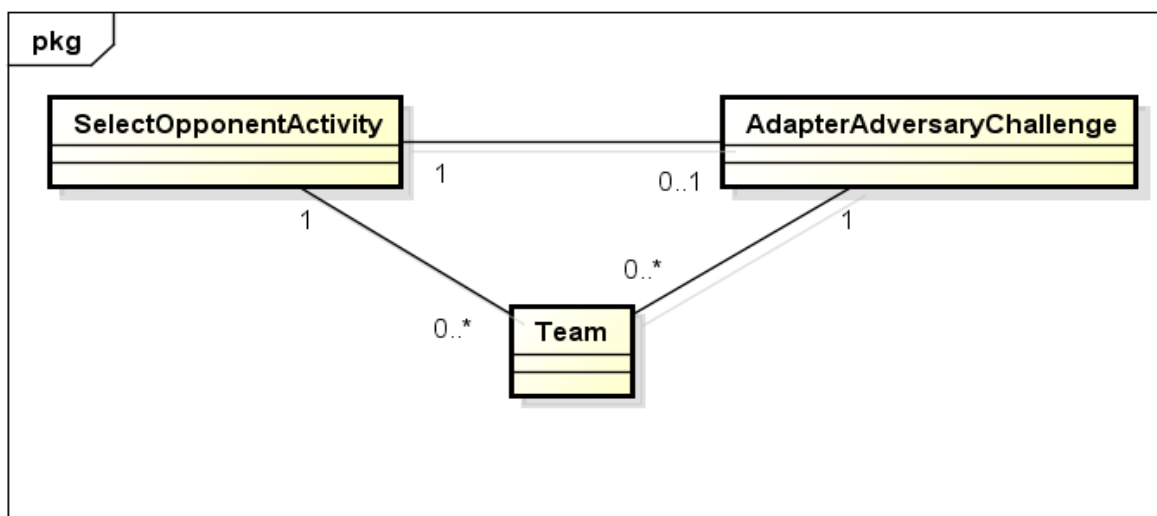 pkg
SelectOpponentActivity
AdapterAdversaryChallenge
1
0..1
1
1
0..*
0..*
Team